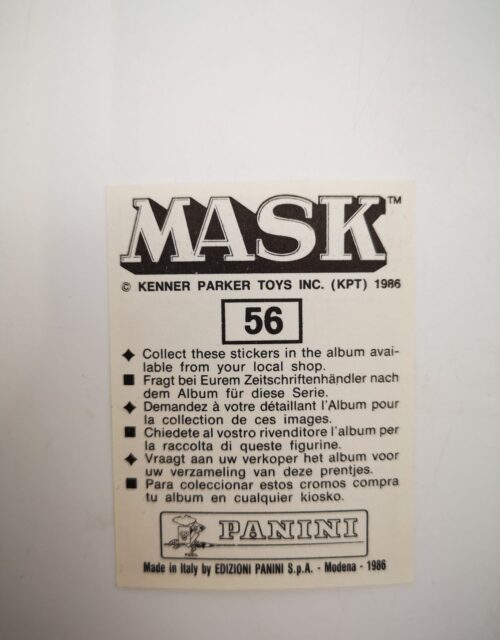 MASK™
© KENNER PARKER TOYS INC. (KPT) 1986
56
◆ Collect these stickers in the album avai-
lable from your local shop.
■ Fragt bei Eurem Zeitschriftenhändler nach
dem Album für diese Serie.
◆ Demandez à votre détaillant l'Album pour
la collection de ces images.
■ Chiedete al vostro rivenditore l'album per
la raccolta di queste figurine.
◆ Vraagt aan uw verkoper het album voor
uw verzameling van deze prentjes.
■ Para coleccionar estos cromos compra
tu album en cualquier kiosko.
PANINI
Made in Italy by EDIZIONI PANINI S.p.A. - Modena - 1986